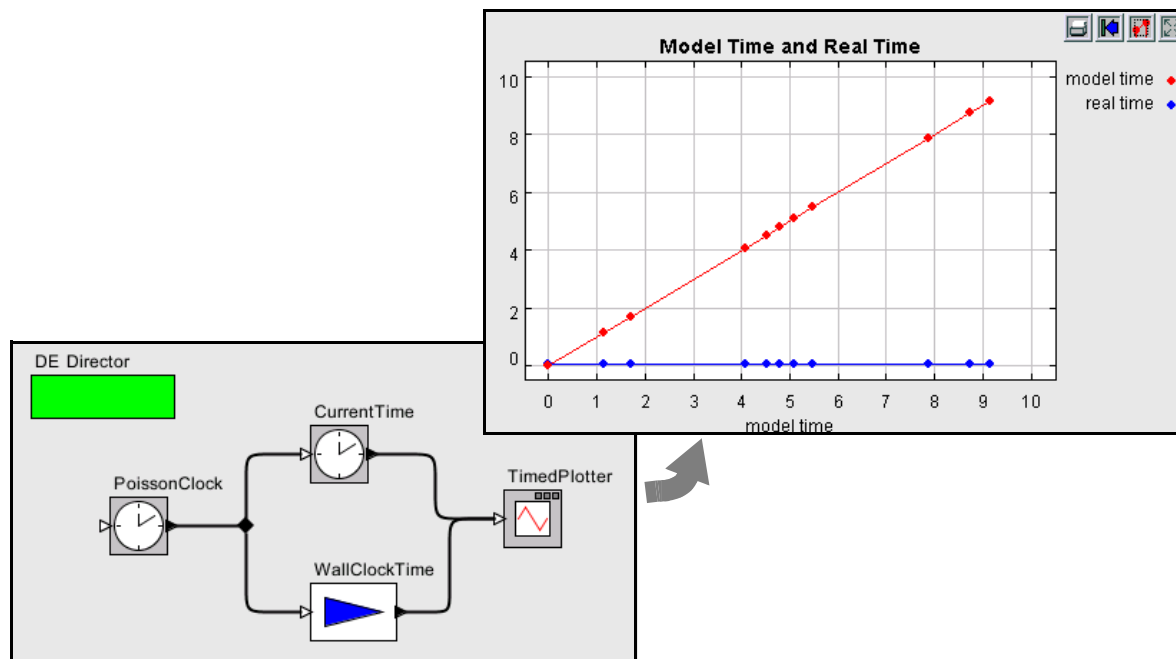 Model Time and Real Time
model time
real time
10
8
6
4
2
0
0 1 2 3 4 5 6 7 8 9 10
model time
DE Director
CurrentTime
PoissonClock
TimedPlotter
WallClockTime